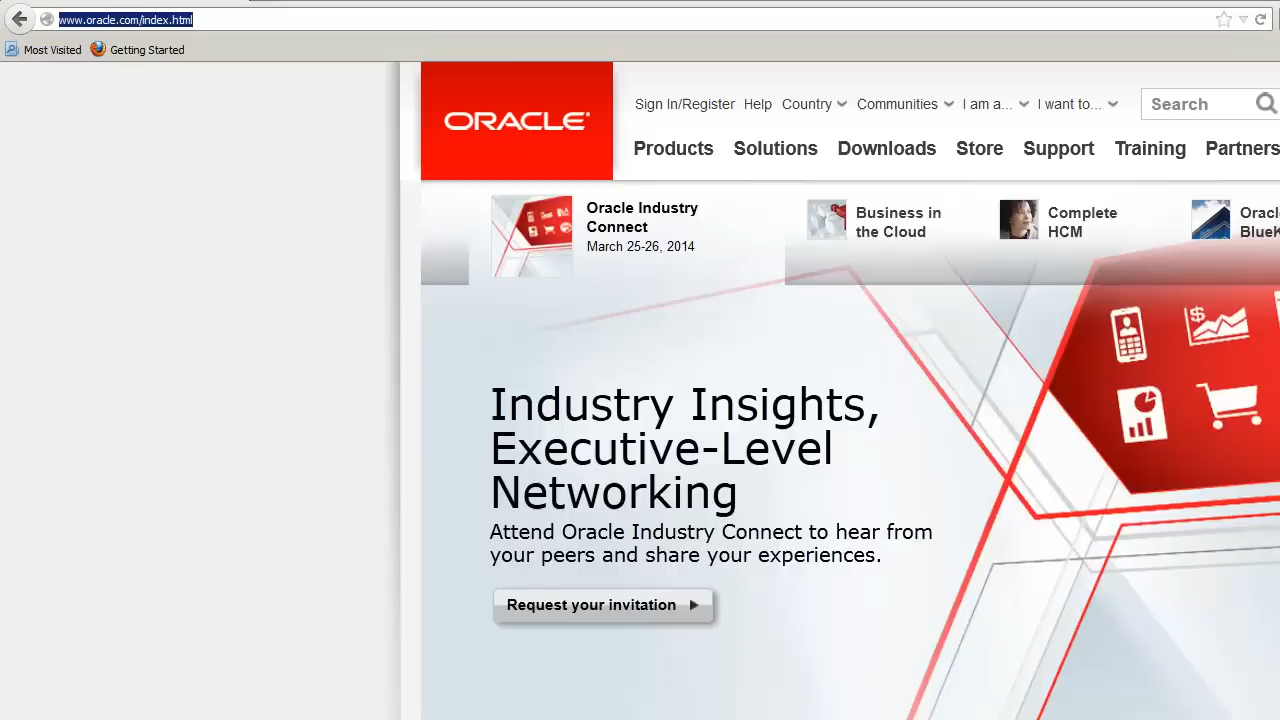 www.oracle.com/index.html
Most Visited Getting Started
ORACLE
Sign In/Register Help Country Communities I am a... I want to... Search
Products Solutions Downloads Store Support Training Partners
Oracle Industry
Connect
March 25-26, 2014
Business in
the Cloud
Complete
HCM
Industry Insights,
Executive-Level
Networking
Attend Oracle Industry Connect to hear from
your peers and share your experiences.
Request your invitation